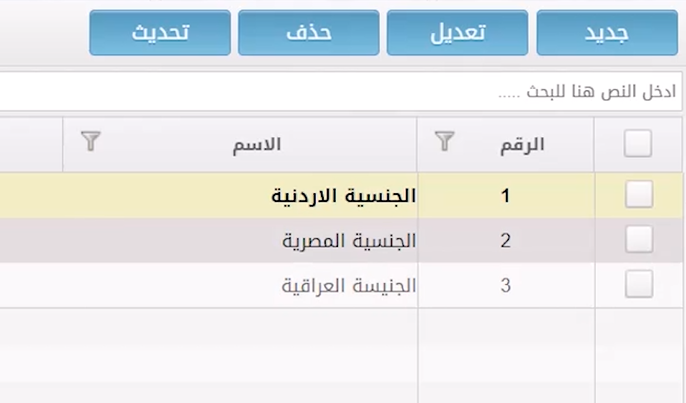 جديد تعديل حذف تحديث
ادخل النص هنا للبحث .....
الرقم الاسم
1 الجنسية الاردنية
2 الجنسية المصرية
3 الجنيسة العراقية